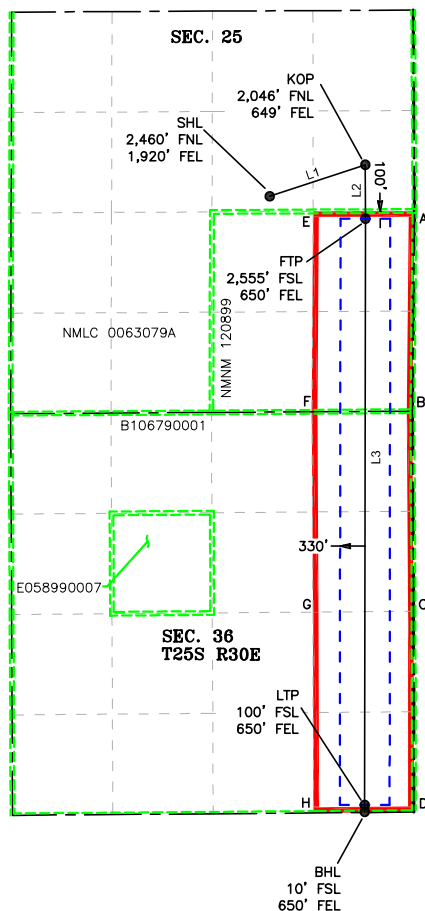 SEC. 25
KOP
2,046' FNL
649' FEL
SHL
2,460' FNL
1,920' FEL
L1
L2
100'
E
A
FTP
2,555' FSL
650' FEL
NMLC 0063079A
NMNM 120899
F
B
B106790001
L3
330'
E058990007
G
C
SEC. 36
T25S R30E
LTP
100' FSL
650' FEL
H
D
BHL
10' FSL
650' FEL